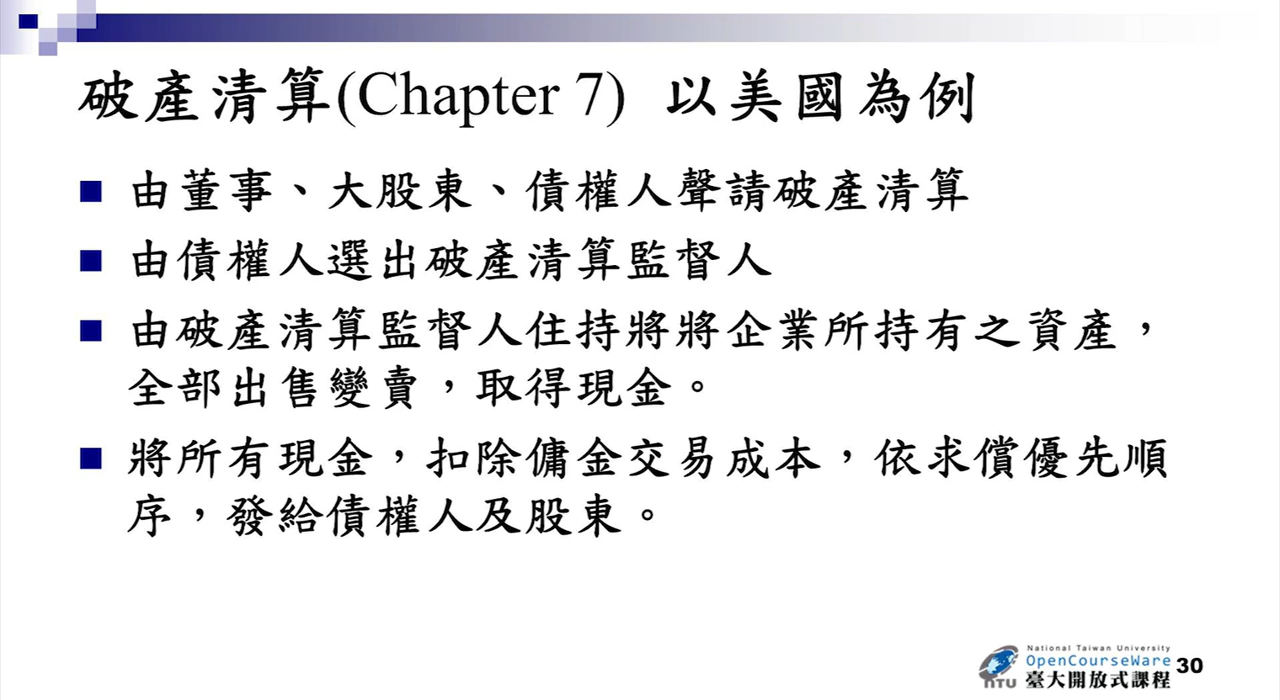 破產清算(Chapter 7) 以美國為例
由董事、大股東、債權人聲請破產清算
由債權人選出破產清算監督人
由破產清算監督人住持將將企業所持有之資產，
全部出售變賣，取得現金。
將所有現金，扣除傭金交易成本，依求償優先順
序，發給債權人及股東。
National Taiwan University
OpenCourseWare
NTU 臺大開放式課程
30